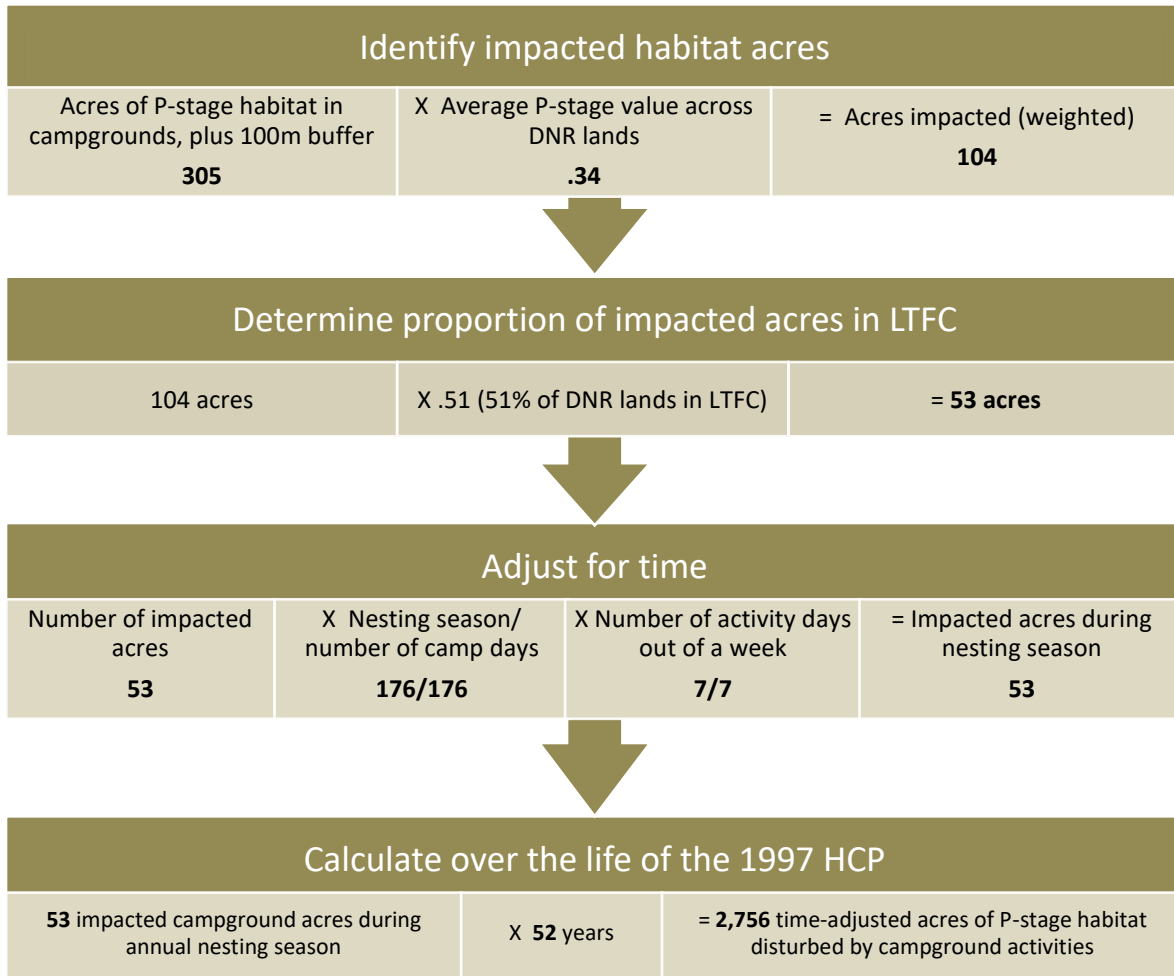 Identify impacted habitat acres
Acres of P-stage habitat in
campgrounds, plus 100m buffer
305
X Average P-stage value across
DNR lands
.34
= Acres impacted (weighted)
104
Determine proportion of impacted acres in LTFC
104 acres
X .51 (51% of DNR lands in LTFC)
= 53 acres
Adjust for time
Number of impacted
acres
53
X Nesting season/
number of camp days
176/176
X Number of activity days
out of a week
7/7
= Impacted acres during
nesting season
53
Calculate over the life of the 1997 HCP
53 impacted campground acres during
annual nesting season
X 52 years
= 2,756 time-adjusted acres of P-stage habitat
disturbed by campground activities